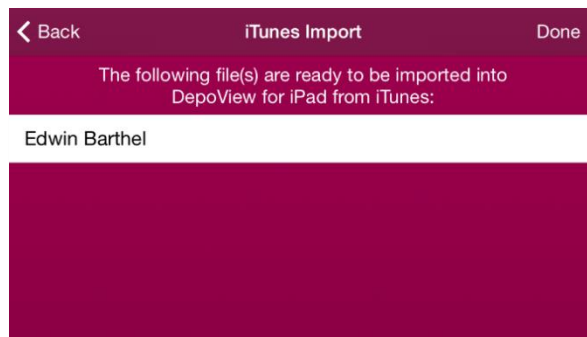 Back iTunes Import Done
The following file(s) are ready to be imported into
DepoView for iPad from iTunes:
Edwin Barthel